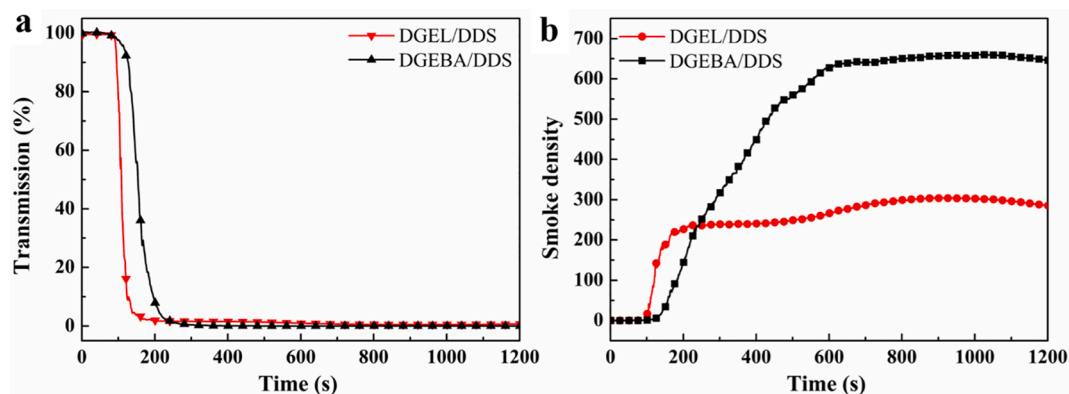 a
100
80
60
40
20
0
Transmission (%)
DGEL/DDS
DGEBA/DDS
0 200 400 600 800 1000 1200
Time (s)
b
700
600
500
400
300
200
100
0
Smoke density
DGEL/DDS
DGEBA/DDS
0 200 400 600 800 1000 1200
Time (s)